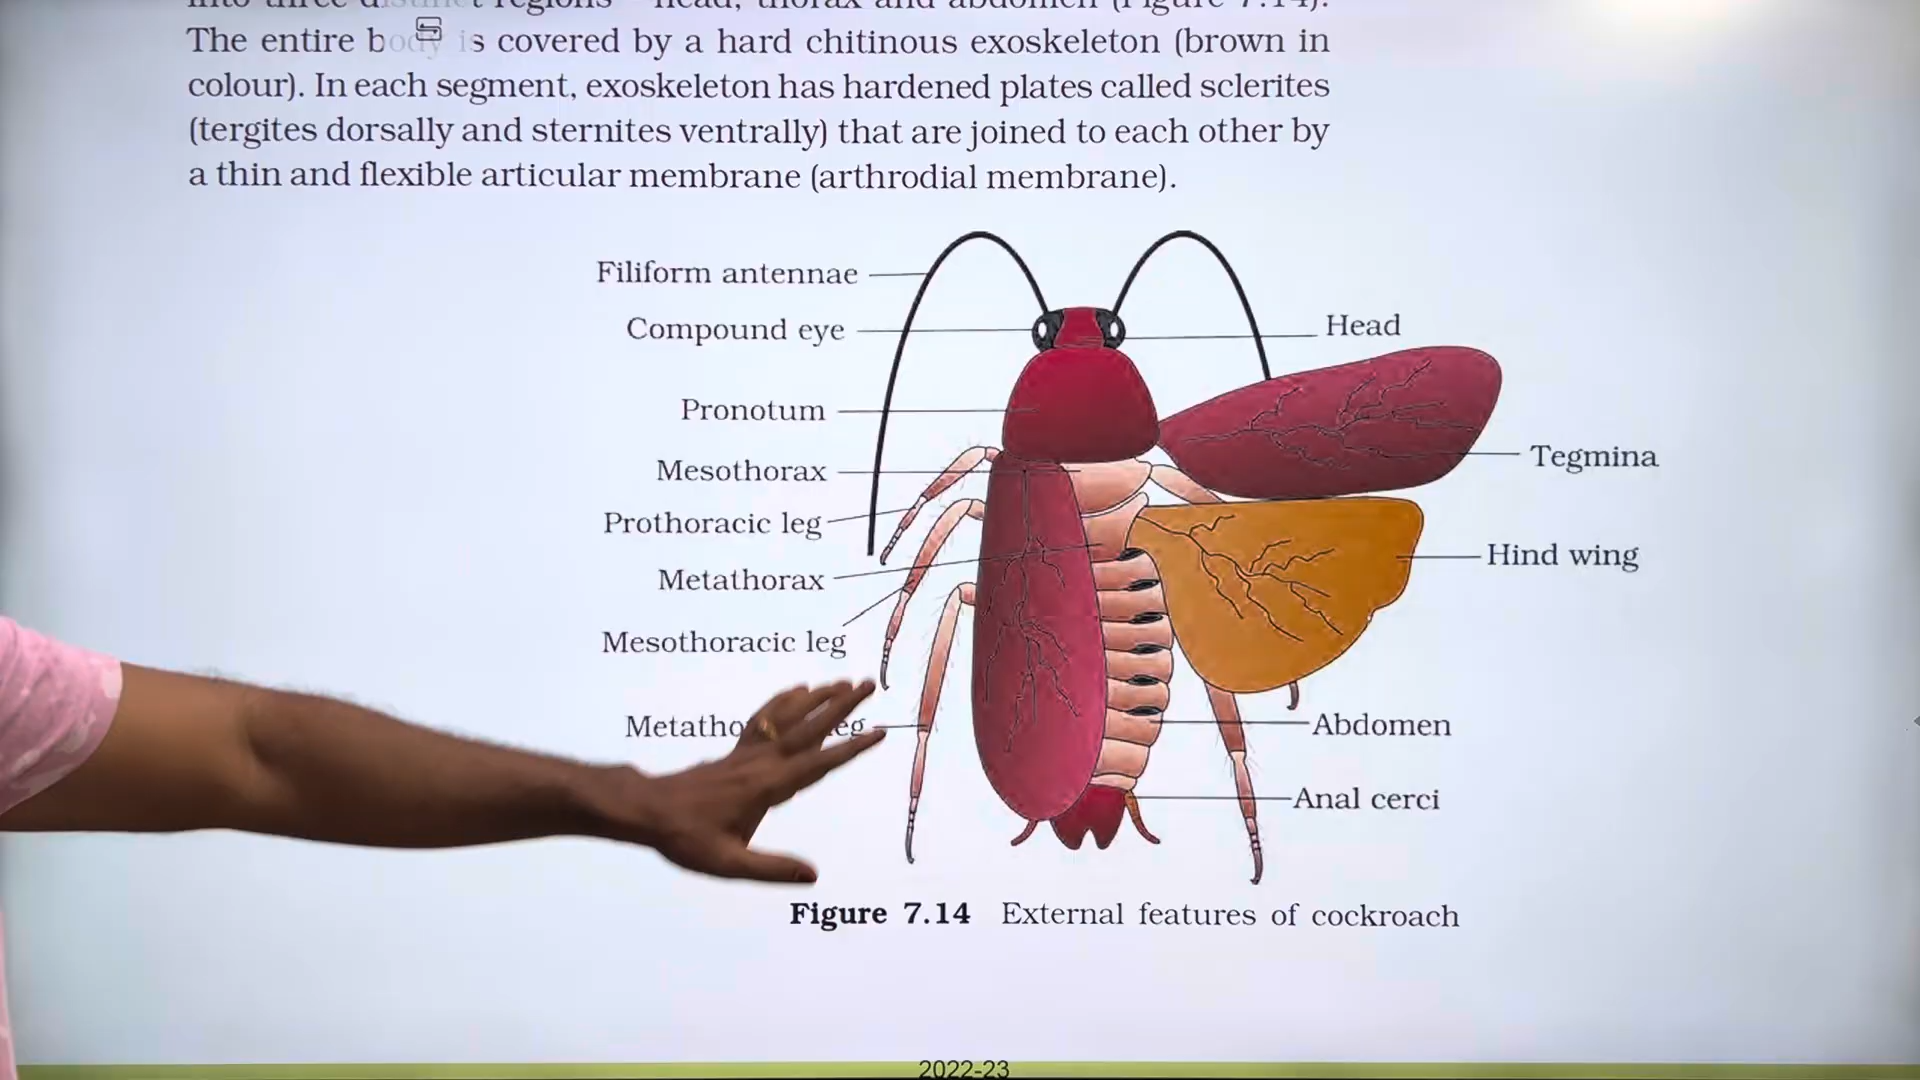 The entire body is covered by a hard chitinous exoskeleton (brown in
colour). In each segment, exoskeleton has hardened plates called sclerites
(tergites dorsally and sternites ventrally) that are joined to each other by
a thin and flexible articular membrane (arthrodial membrane).
Filiform antennae
Compound eye
Head
Pronotum
Tegmina
Mesothorax
Prothoracic leg
Hind wing
Metathorax
Mesothoracic leg
Abdomen
Anal cerci
Figure 7.14 External features of cockroach
2022-23